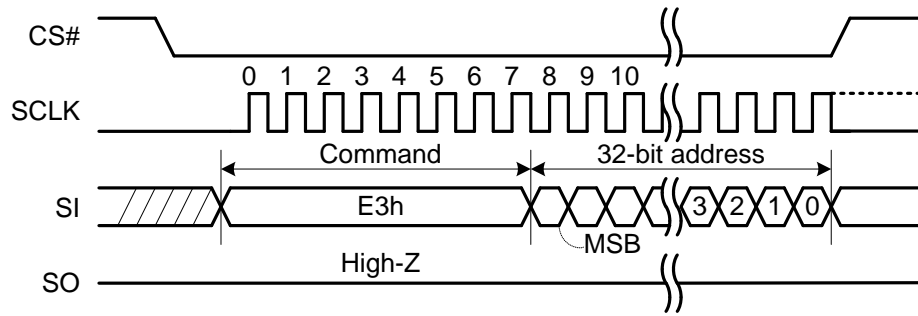 CS#
0 1 2 3 4 5 6 7 8 9 10
SCLK
Command 32-bit address
SI E3h 3 2 1 0
MSB
High-Z
SO